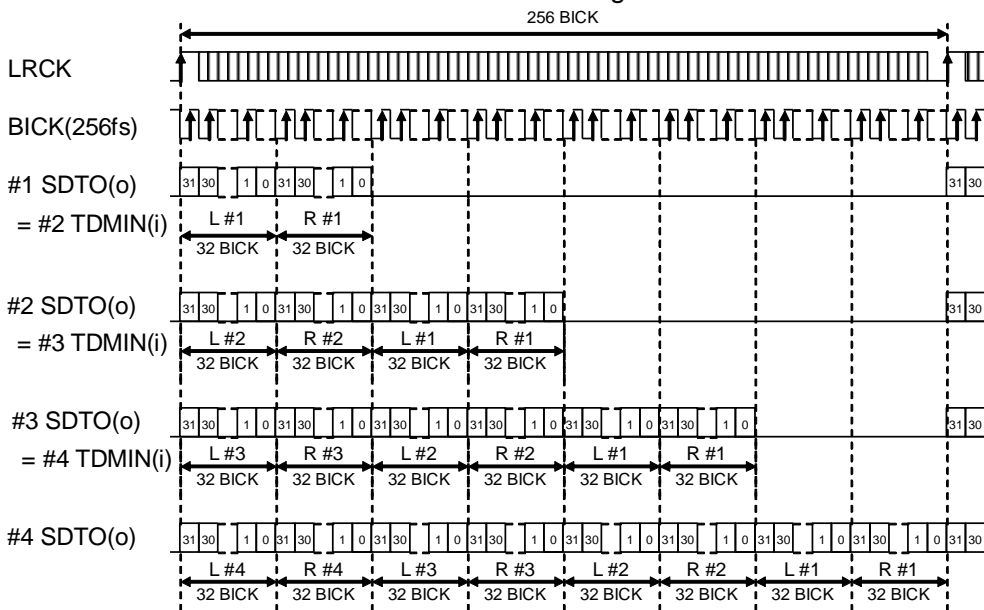 256 BICK
LRCK
BICK(256fs)
#1 SDTO(o) 31 30 1 0 31 30 1 0 31 30
= #2 TDMIN(i) L #1 R #1
32 BICK 32 BICK
#2 SDTO(o) 31 30 1 0 31 30 1 0 31 30 1 0 31 30 1 0 31 30
= #3 TDMIN(i) L #2 R #2 L #1 R #1
32 BICK 32 BICK 32 BICK 32 BICK
#3 SDTO(o) 31 30 1 0 31 30 1 0 31 30 1 0 31 30 1 0 31 30 1 0 31 30 1 0 31 30
= #4 TDMIN(i) L #3 R #3 L #2 R #2 L #1 R #1
32 BICK 32 BICK 32 BICK 32 BICK 32 BICK 32 BICK
#4 SDTO(o) 31 30 1 0 31 30 1 0 31 30 1 0 31 30 1 0 31 30 1 0 31 30 1 0 31 30 1 0 31 30 1 0 31 30
L #4 R #4 L #3 R #3 L #2 R #2 L #1 R #1
32 BICK 32 BICK 32 BICK 32 BICK 32 BICK 32 BICK 32 BICK 32 BICK